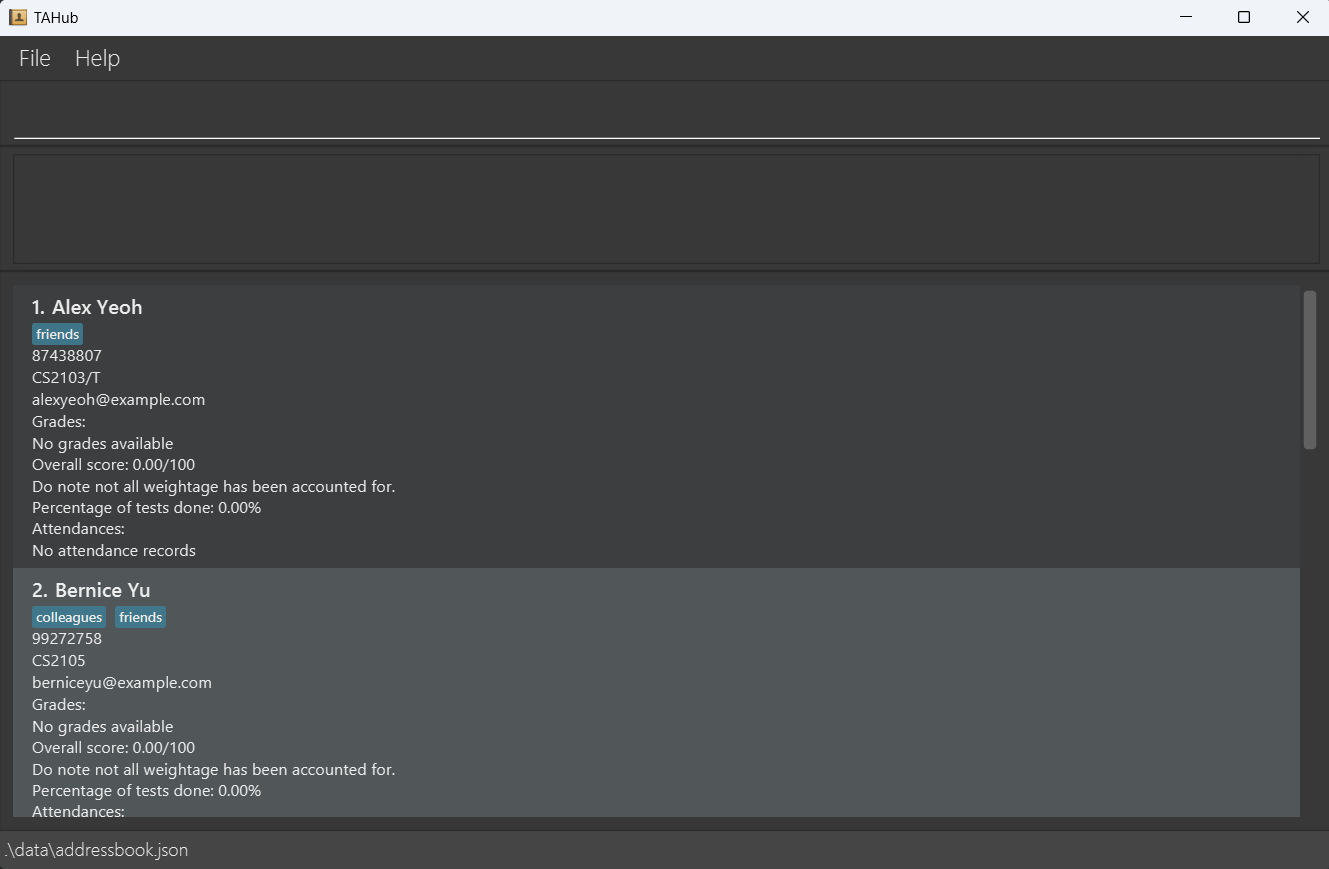 TAHub
File Help
1. Alex Yeoh
friends
87438807
CS2103/T
alexyeoh@example.com
Grades:
No grades available
Overall score: 0.00/100
Do note not all weightage has been accounted for.
Percentage of tests done: 0.00%
Attendances:
No attendance records
2. Bernice Yu
colleagues friends
99272758
CS2105
berniceyu@example.com
Grades:
No grades available
Overall score: 0.00/100
Do note not all weightage has been accounted for.
Percentage of tests done: 0.00%
Attendances:
.\data\addressbook.json